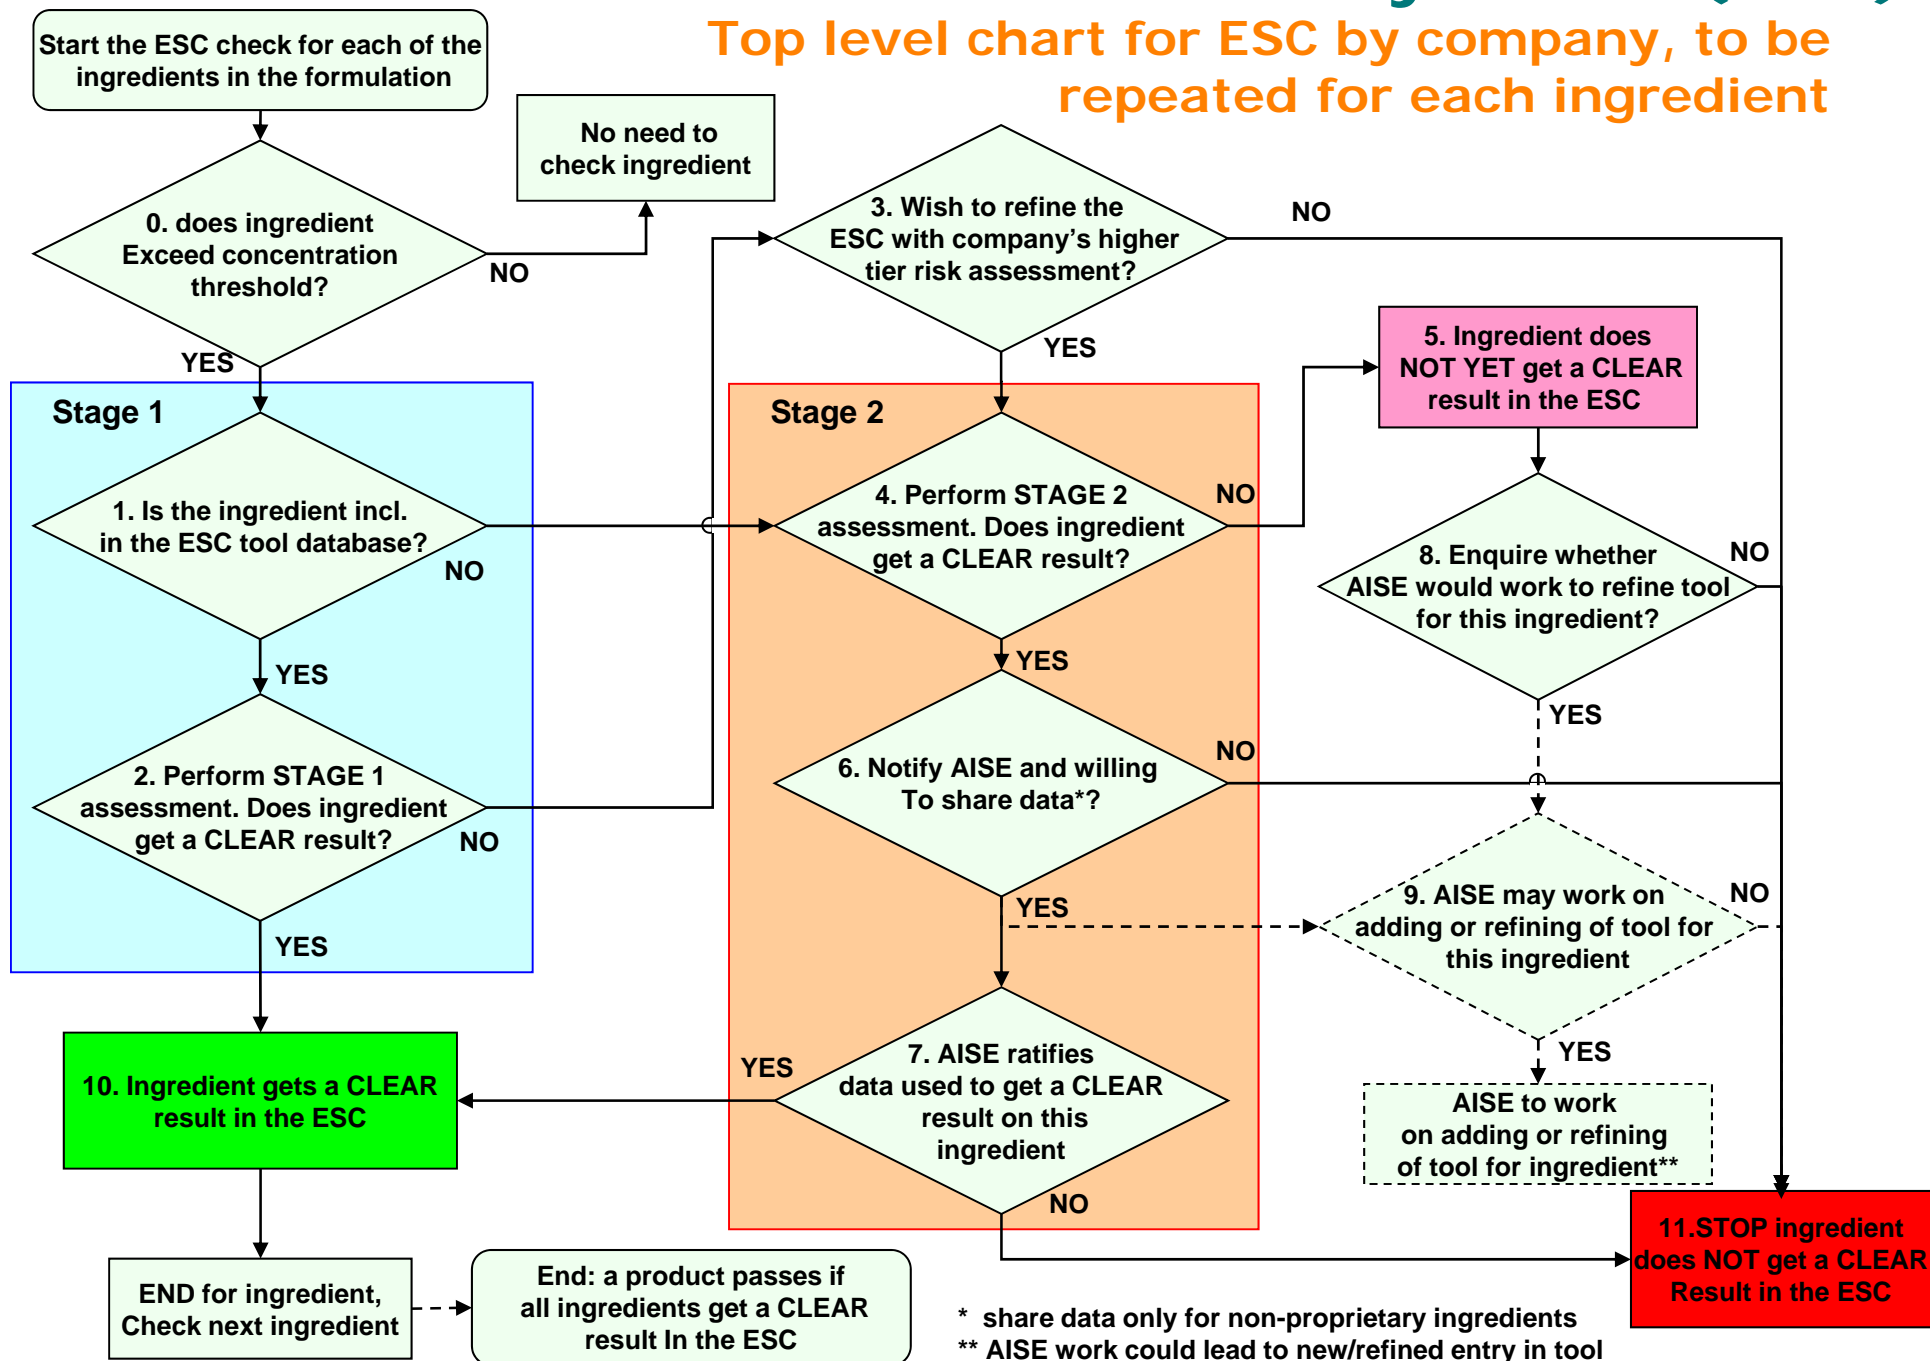 Top level chart for ESC by company, to be
repeated for each ingredient
Start the ESC check for each of the
ingredients in the formulation
No need to
check ingredient
0. does ingredient
Exceed concentration
threshold?
NO
YES
3. Wish to refine the
ESC with company's higher
tier risk assessment?
NO
YES
5. Ingredient does
NOT YET get a CLEAR
result in the ESC
Stage 1
1. Is the ingredient incl.
in the ESC tool database?
NO
YES
2. Perform STAGE 1
assessment. Does ingredient
get a CLEAR result?
NO
YES
Stage 2
4. Perform STAGE 2
assessment. Does ingredient
get a CLEAR result?
NO
YES
8. Enquire whether
AISE would work to refine tool
for this ingredient?
NO
YES
6. Notify AISE and willing
To share data*?
NO
YES
9. AISE may work on
adding or refining of tool for
this ingredient
NO
YES
7. AISE ratifies
data used to get a CLEAR
result on this
ingredient
YES
NO
10. Ingredient gets a CLEAR
result in the ESC
AISE to work
on adding or refining
of tool for ingredient**
11.STOP ingredient
does NOT get a CLEAR
Result in the ESC
END for ingredient,
Check next ingredient
End: a product passes if
all ingredients get a CLEAR
result In the ESC
* share data only for non-proprietary ingredients
** AISE work could lead to new/refined entry in tool